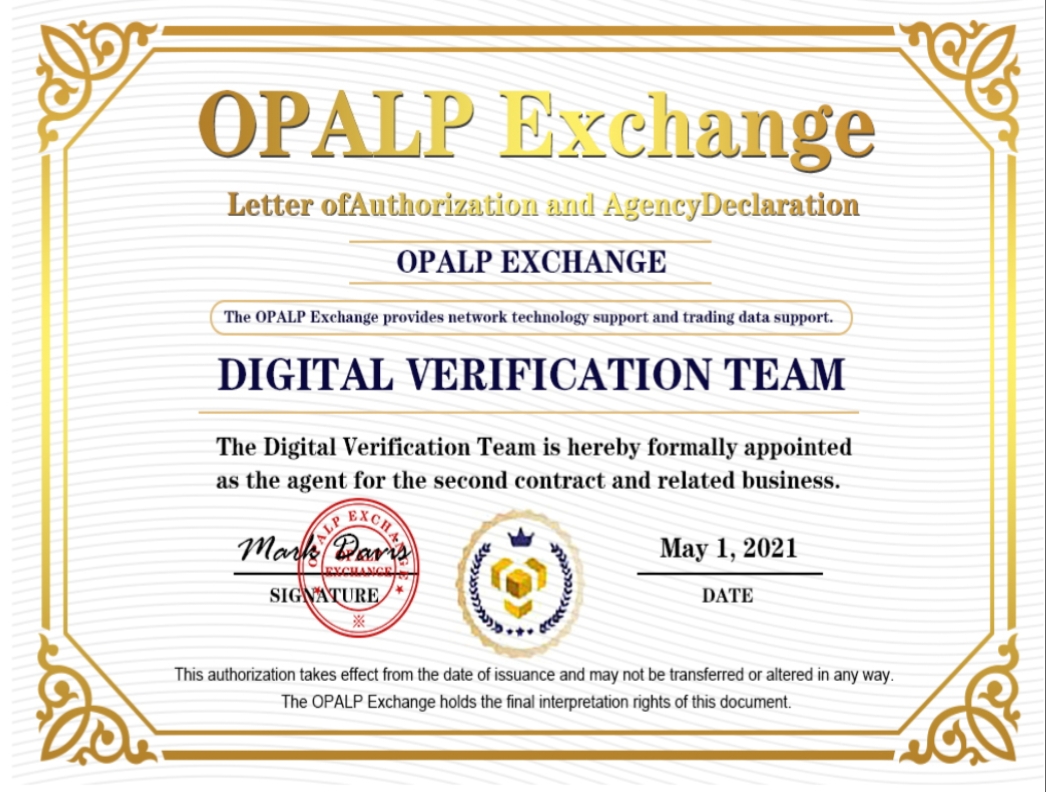 OPALP Exchange
Letter ofAuthorization and AgencyDeclaration
OPALP EXCHANGE
The OPALP Exchange provides network technology support and trading data support.
DIGITAL VERIFICATION TEAM
The Digital Verification Team is hereby formally appointed
as the agent for the second contract and related business.
Mark Davis
OPALP EXCHANGE
OPALP
EXCHANGE
SIGNATURE
May 1, 2021
DATE
This authorization takes effect from the date of issuance and may not be transferred or altered in any way.
The OPALP Exchange holds the final interpretation rights of this document.